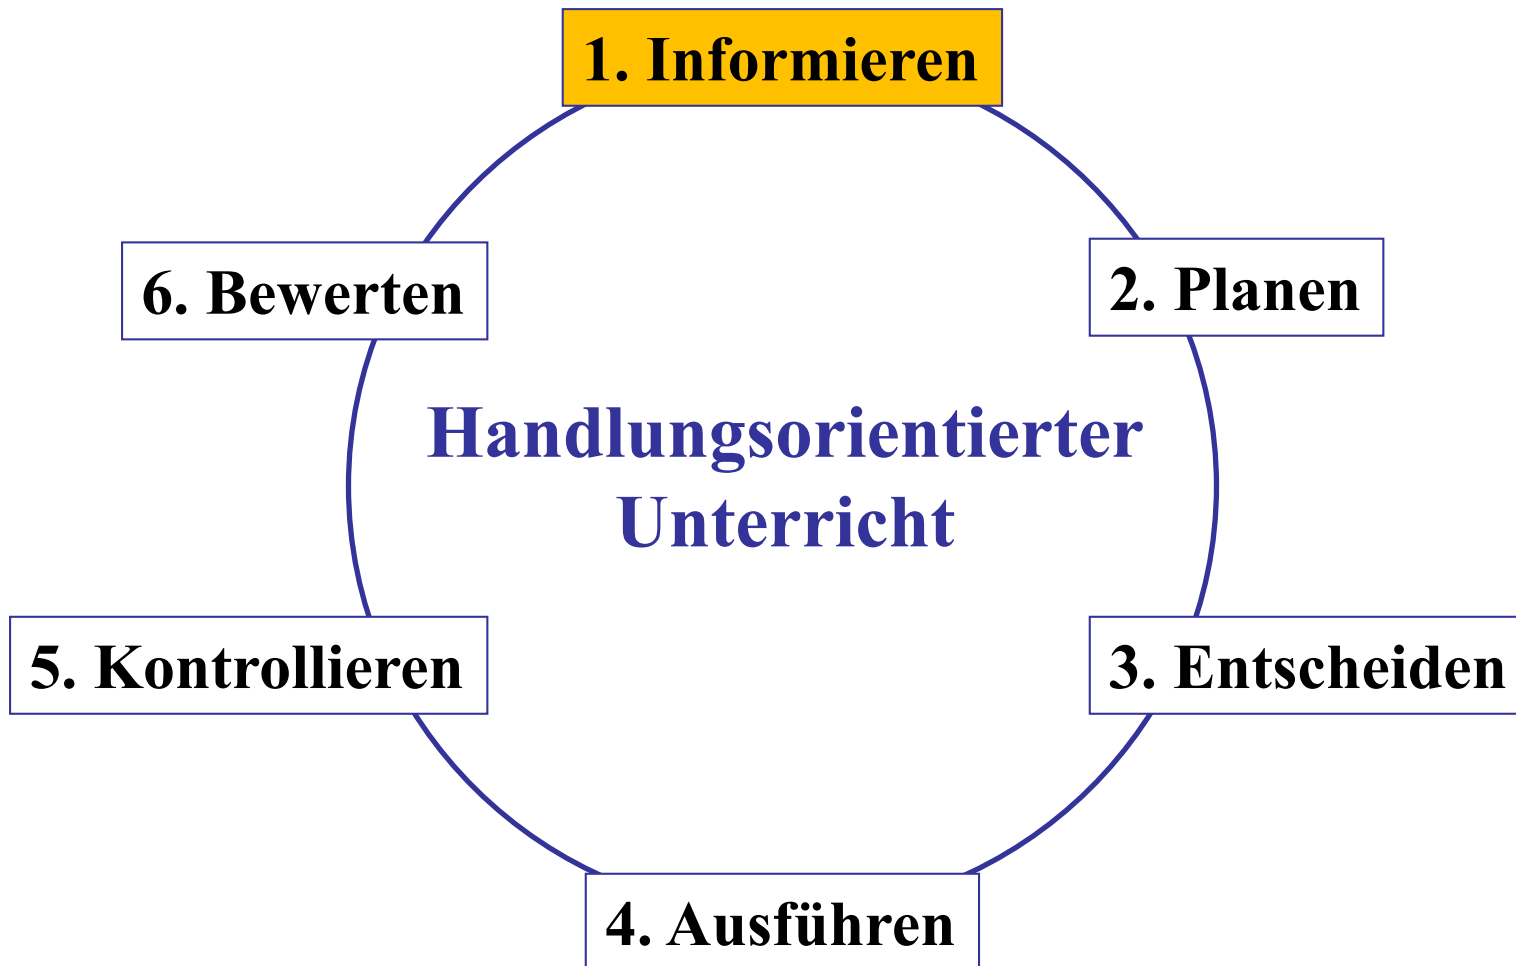 1. Informieren
2. Planen
3. Entscheiden
4. Ausführen
5. Kontrollieren
6. Bewerten
Handlungsorientierter
Unterricht